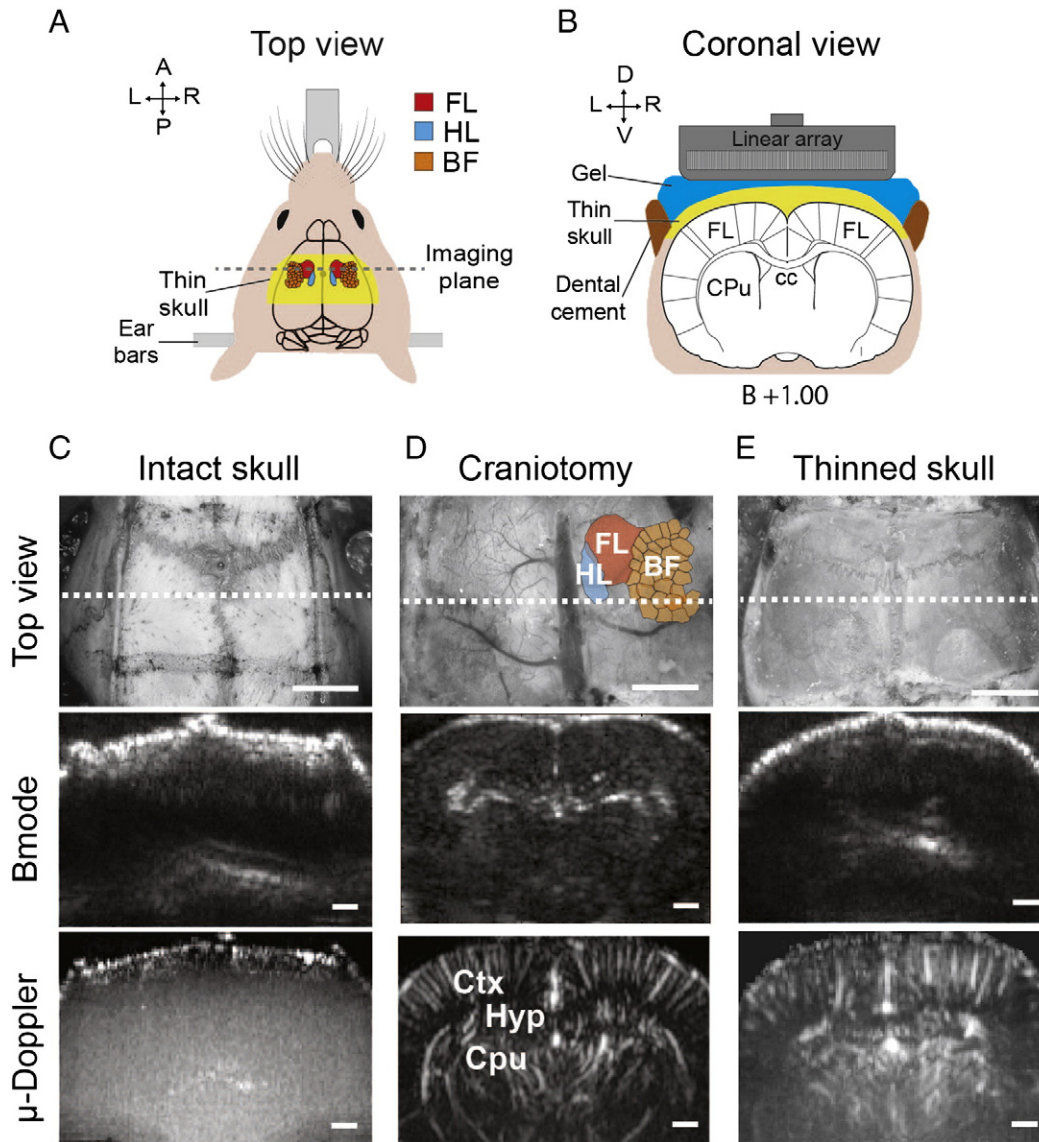 A
Top view
A
L
R
P
FL
HL
BF
Imaging
plane
Thin
skull
Ear
bars
B
Coronal view
D
L
R
V
Linear array
Gel
Thin
skull
Dental
cement
FL
FL
CPu
cc
B +1.00
C
Intact skull
D
Craniotomy
E
Thinned skull
Top view
FL
HL
BF
Bmode
µ-Doppler
Ctx
Hyp
Cpu